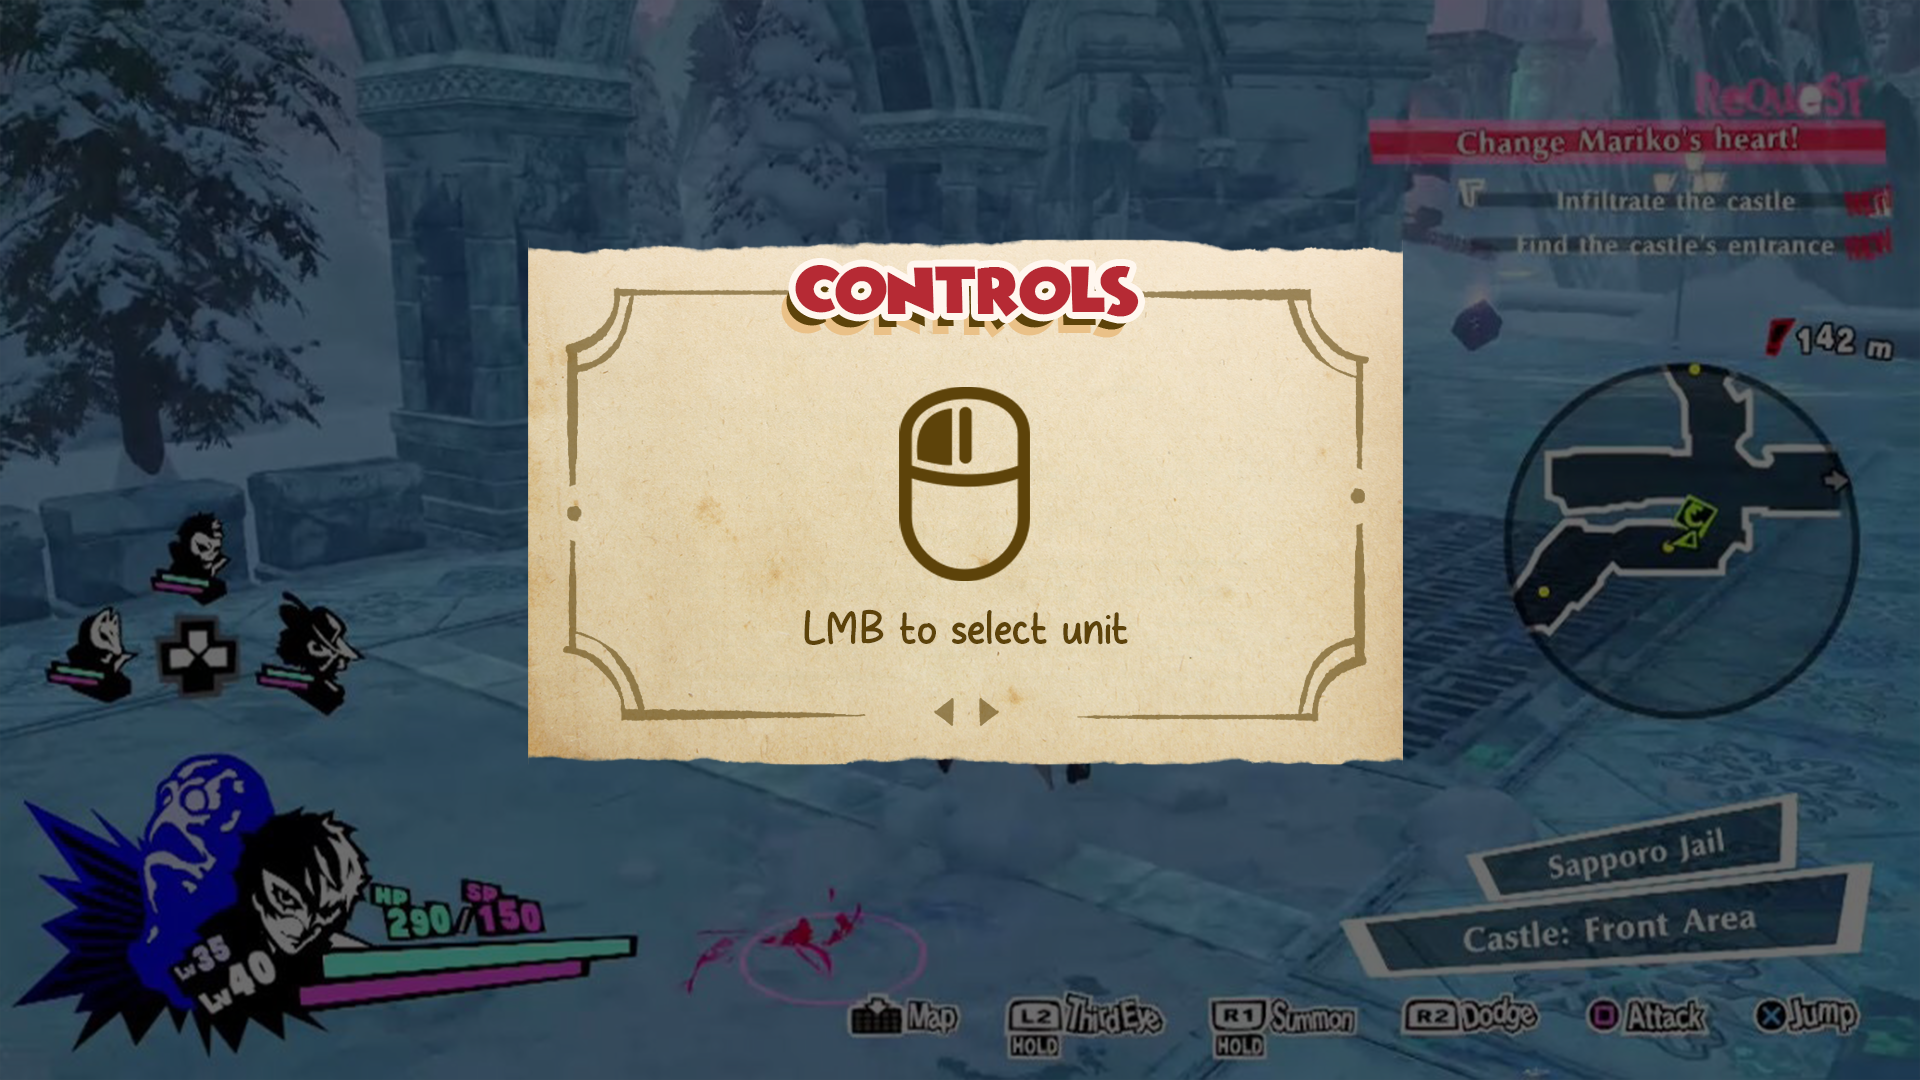 ReQueST
Change Mariko's heart!
Infiltrate the castle
Find the castle's entrance NEW
142 m
CONTROLS
LMB to select unit
HP 290/ SP 150
Lv35
Lv40
Sapporo Jail
Castle: Front Area
Map
L2 Third Eye
HOLD
R1 Summon
HOLD
R2 Dodge
Attack
Jump